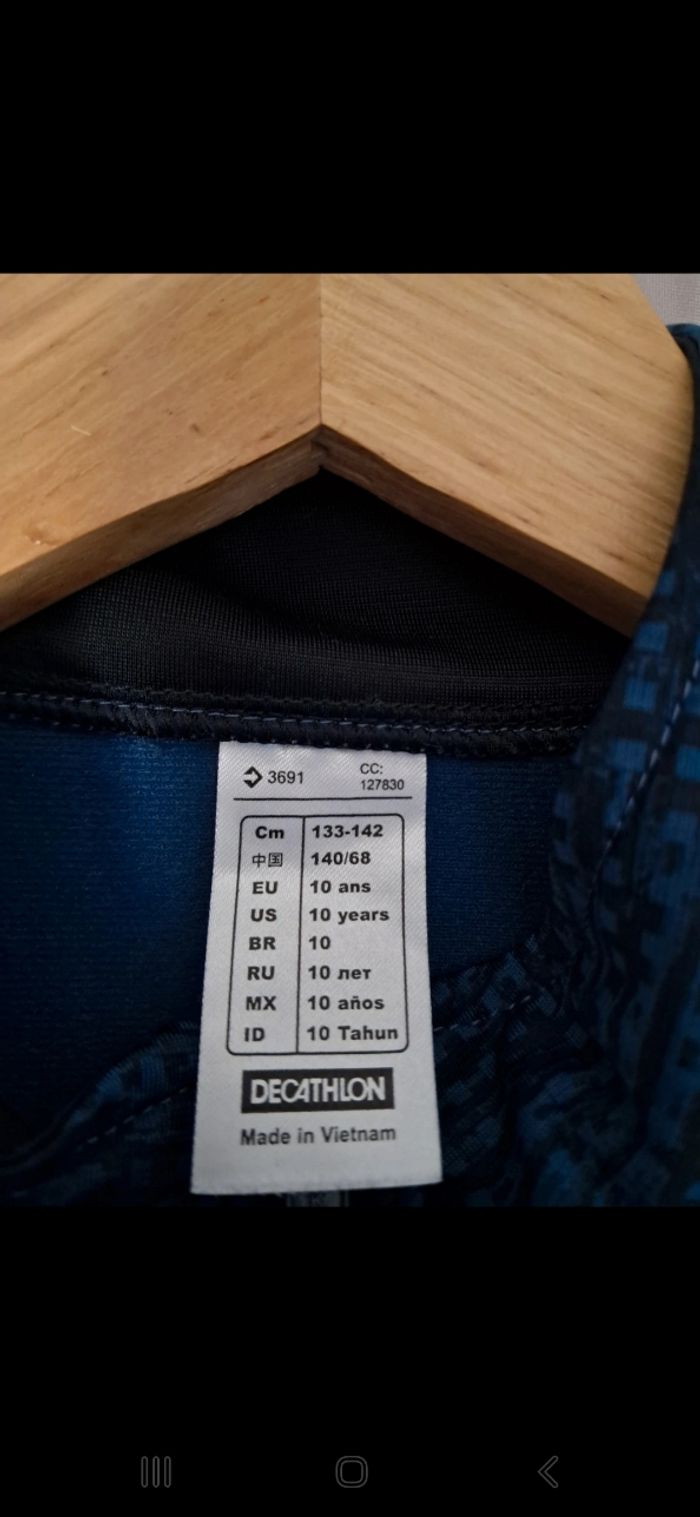 3691 CC:
127830
Cm 133-142
中国 140/68
EU 10 ans
US 10 years
BR 10
RU 10 лет
MX 10 años
ID 10 Tahun
DECATHLON
Made in Vietnam